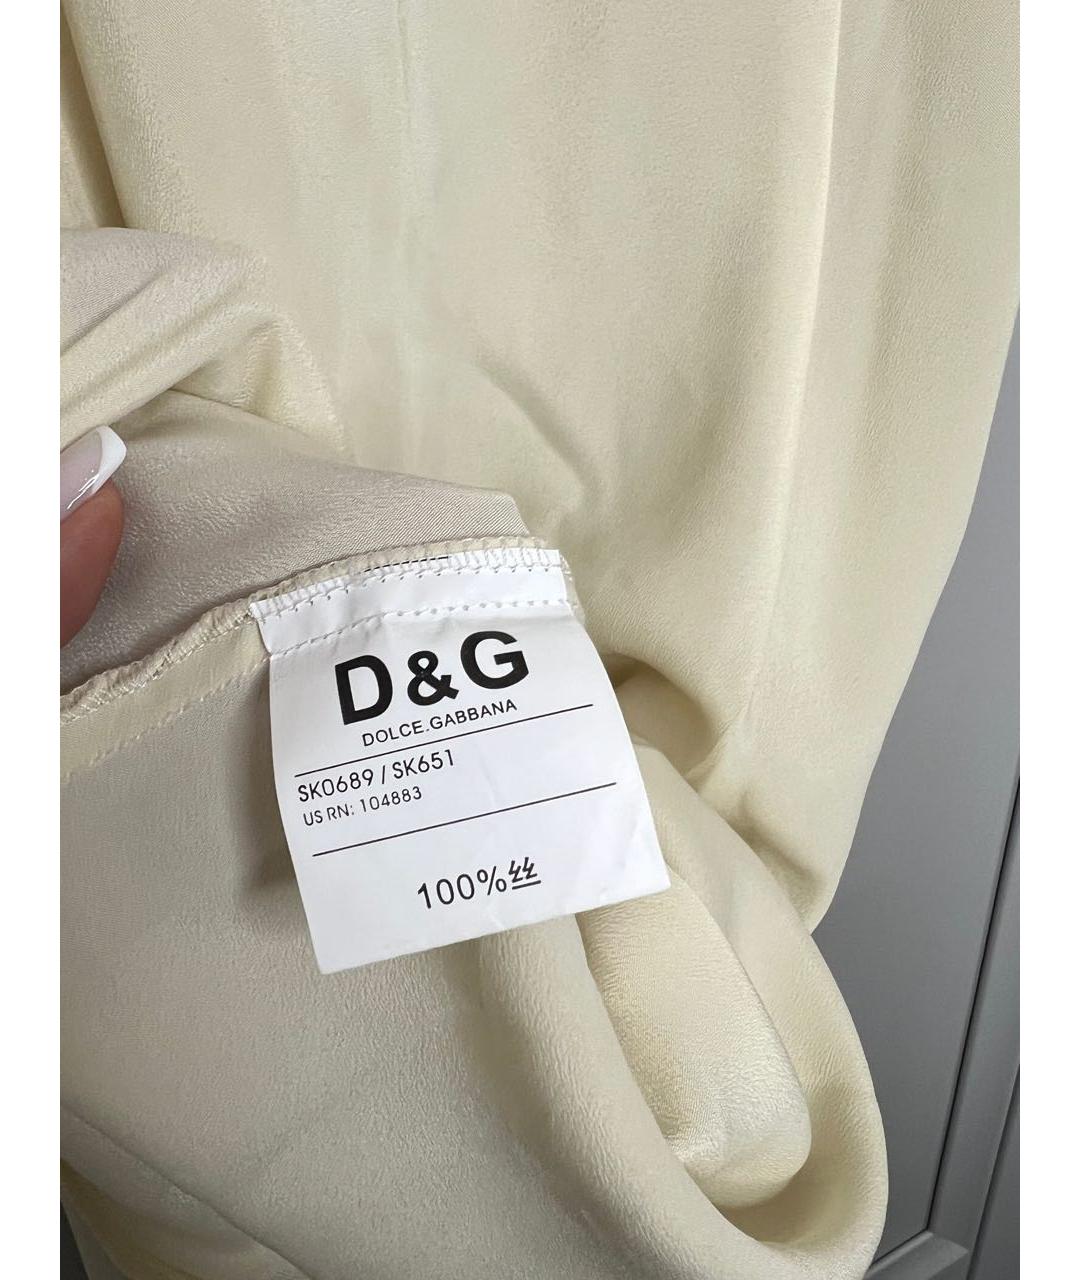 D&G
DOLCE.GABBANA
SK0689 / SK651
US RN: 104883
100%丝